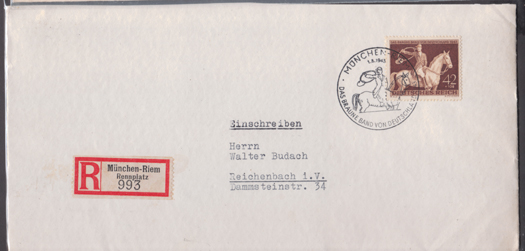 MÜNCHEN-
1.8.1943
DAS BRAUNE BAND VON DEUTSCHLA
42
DEUTSCHES REICH
Einschreiben
Herrn
Walter Budach
Reichenbach i.V.
Dammsteinstr. 34
R
München-Riem
Rennplatz
993